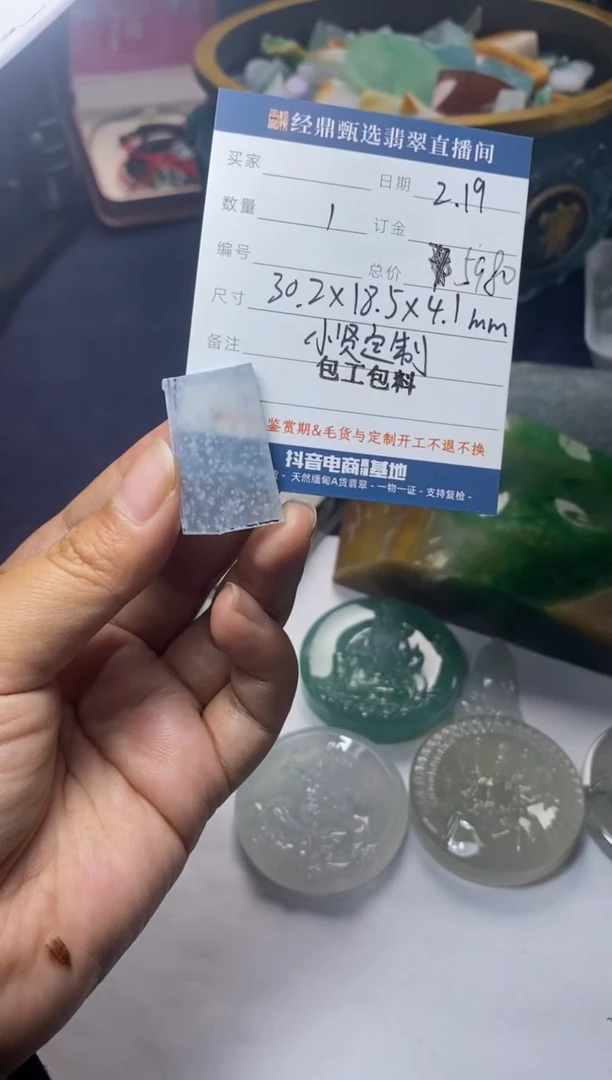 经鼎甄选翡翠直播间
买家
日期 2.19
数量 1 订金
编号
总价 5980
尺寸 30.2×18.5×4.1mm
备注 小贤定制
包工包料
鉴赏期&毛货与定制开工不退不换
抖音电商直播基地
- 天然缅甸A货翡翠 - 一物一证 - 支持复检 -